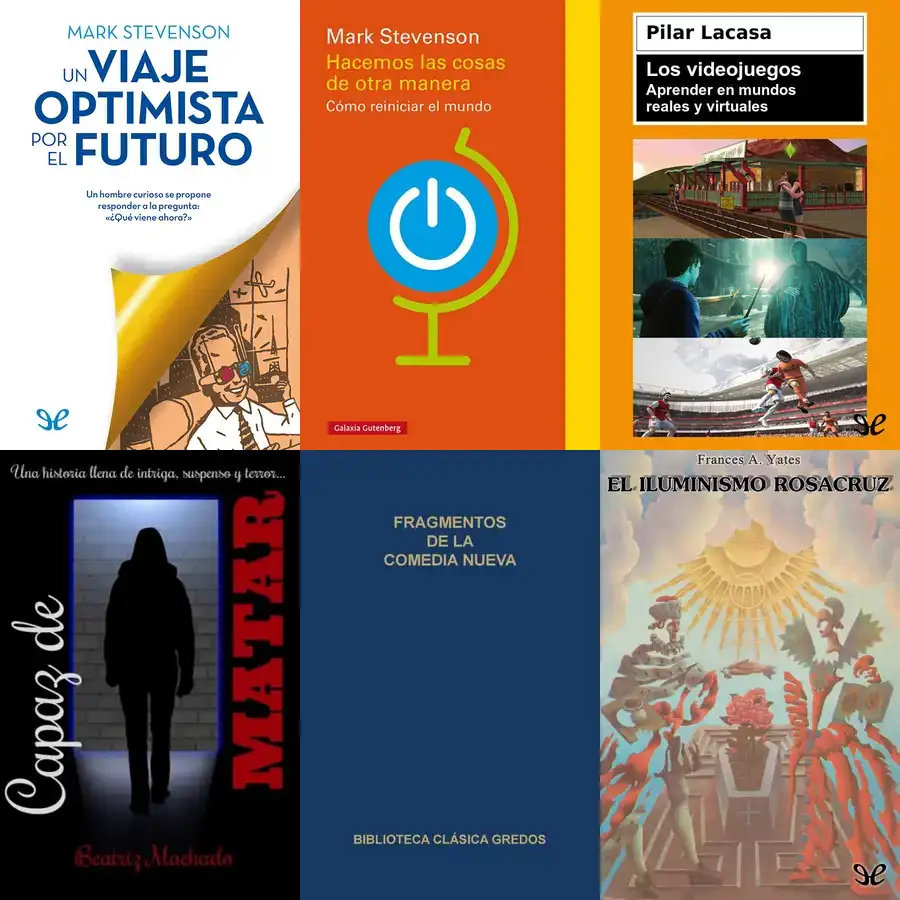 MARK STEVENSON
UN VIAJE
OPTIMISTA
POR EL FUTURO
Un hombre curioso se propone
responder a la pregunta:
«¿Qué viene ahora?»
Mark Stevenson
Hacemos las cosas
de otra manera
Cómo reiniciar el mundo
Galaxia Gutenberg
Pilar Lacasa
Los videojuegos
Aprender en mundos
reales y virtuales
Una historia llena de intriga, suspenso y terror...
Capaz de
MATAR
Beatriz Machado
FRAGMENTOS
DE LA
COMEDIA NUEVA
BIBLIOTECA CLÁSICA GREDOS
Frances A. Yates
EL ILUMINISMO ROSACRUZ